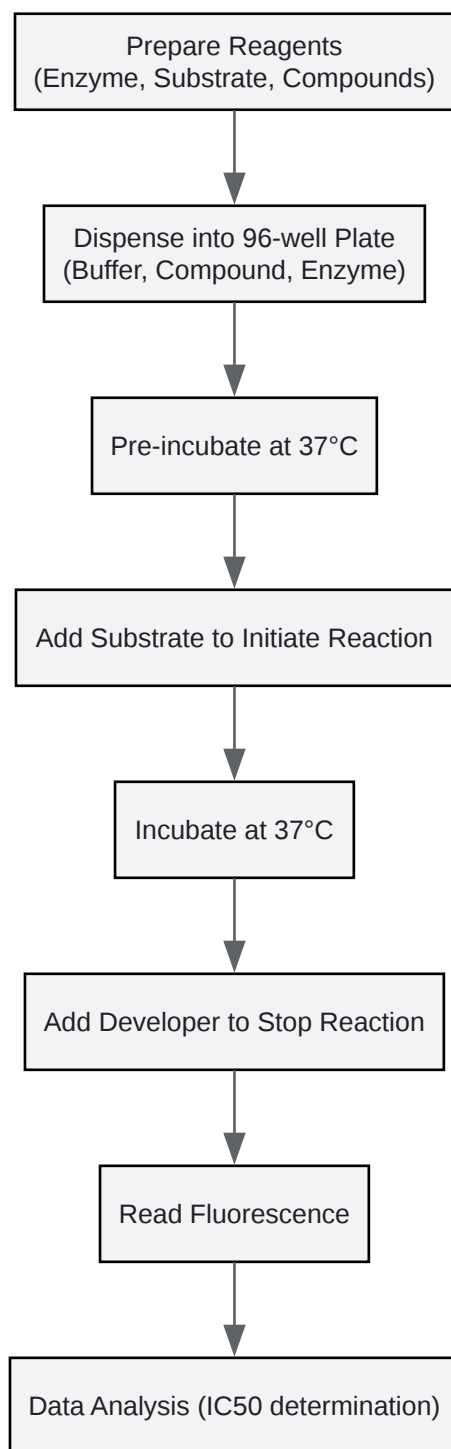 Prepare Reagents
(Enzyme, Substrate, Compounds)
Dispense into 96-well Plate
(Buffer, Compound, Enzyme)
Pre-incubate at 37°C
Add Substrate to Initiate Reaction
Incubate at 37°C
Add Developer to Stop Reaction
Read Fluorescence
Data Analysis (IC50 determination)